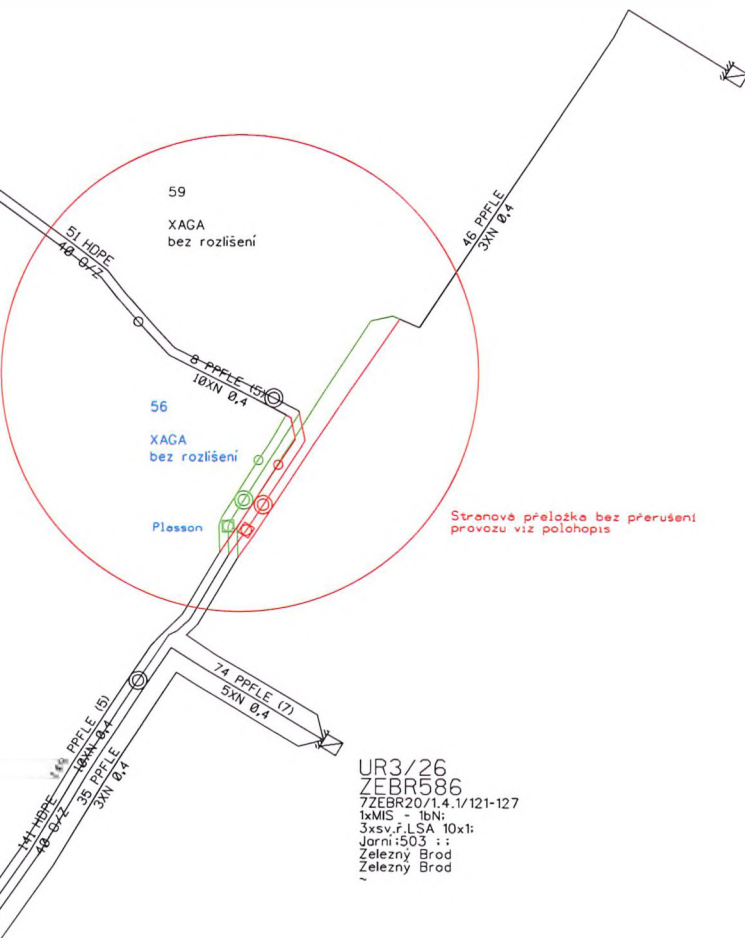 59
XAGA
bez rozlišení
51 HDPE
40 O/Z
46 PPFLE
3XN 0.4
8 PPFLE (5)
10XN 0.4
56
XAGA
bez rozlišení
Plasson
Stranová přeložka bez přerušení
provozu viz polohopis
74 PPFLE (7)
5XN 0.4
PPFLE (5)
10XN 0.4
35 PPFLE
3XN 0.4
141 HDPE
40 O/Z
UR3/26
ZEBR586
7ZEBR20/1.4.1/121-127
1xMIS - 1bN;
3xsv.ř.LSA 10x1;
Jarní;503 ; ;
Železný Brod
Železný Brod
~